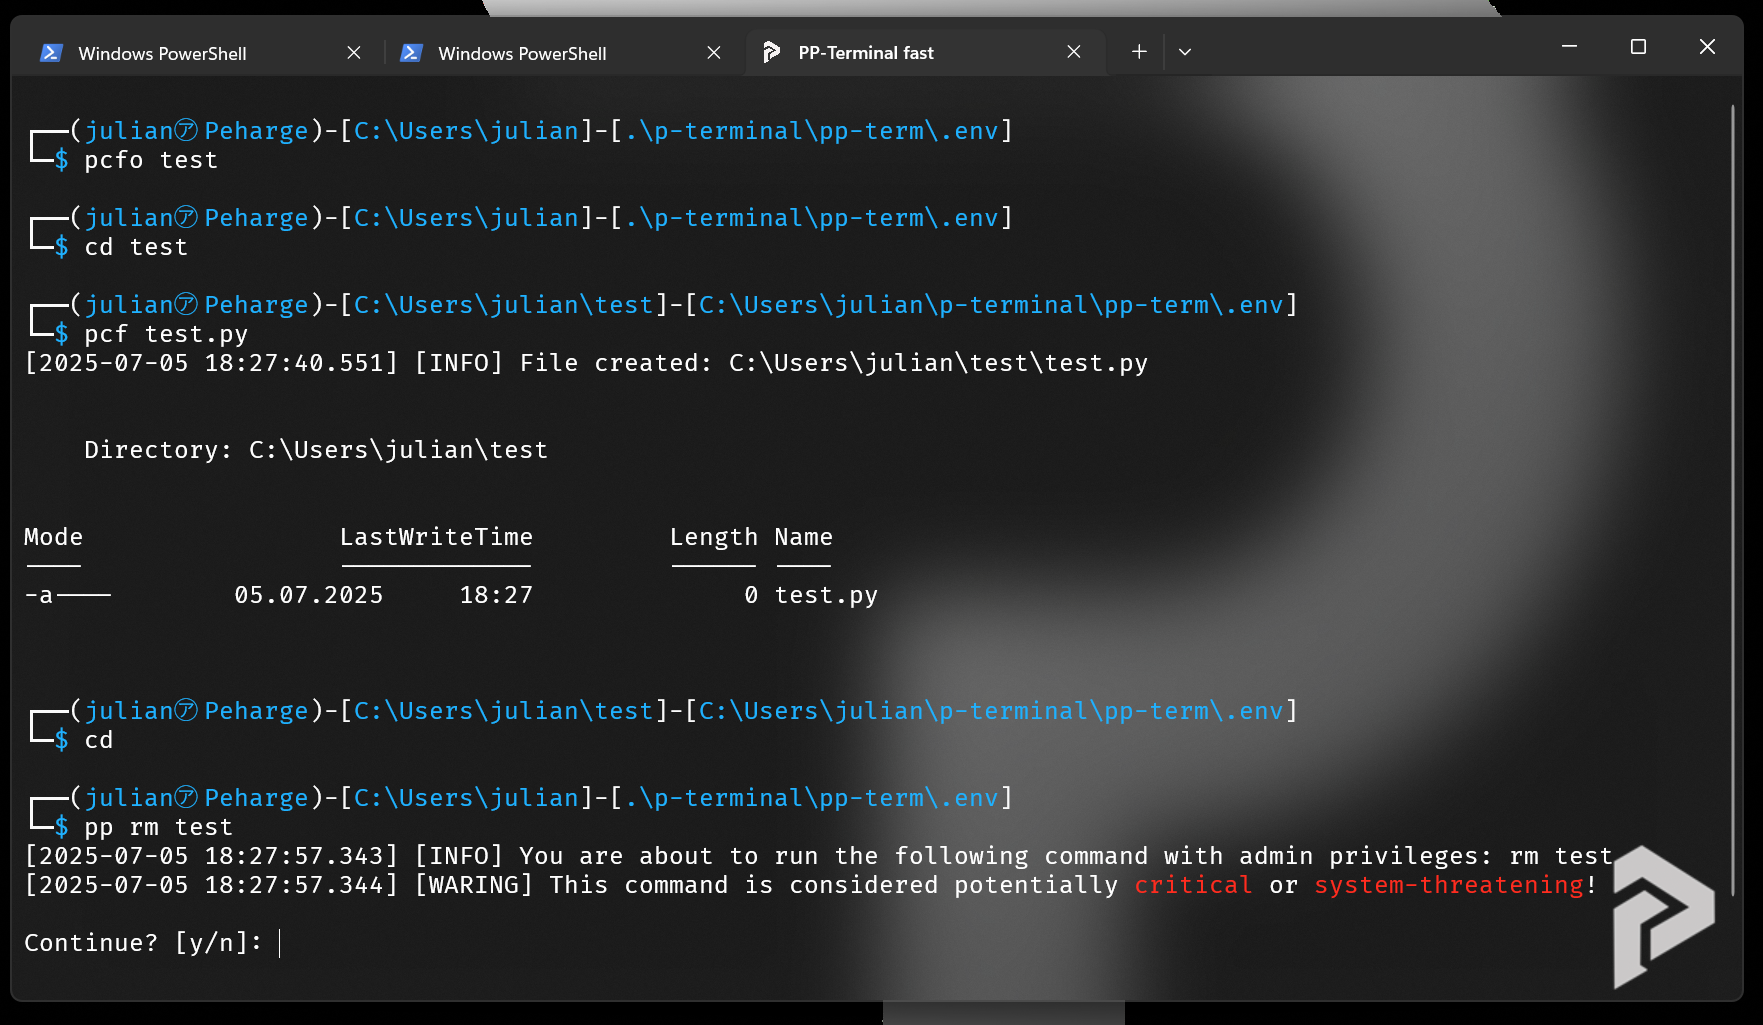 Windows PowerShell
Windows PowerShell
PP-Terminal fast
(julian㋐Peharge)-[C:\Users\julian]-[.\p-terminal\pp-term\.env]
$ pcfo test
(julian㋐Peharge)-[C:\Users\julian]-[.\p-terminal\pp-term\.env]
$ cd test
(julian㋐Peharge)-[C:\Users\julian\test]-[C:\Users\julian\p-terminal\pp-term\.env]
$ pcf test.py
[2025-07-05 18:27:40.551] [INFO] File created: C:\Users\julian\test\test.py
Directory: C:\Users\julian\test
Mode LastWriteTime Length Name
---- ------------- ------ ----
-a---- 05.07.2025 18:27 0 test.py
(julian㋐Peharge)-[C:\Users\julian\test]-[C:\Users\julian\p-terminal\pp-term\.env]
$ cd
(julian㋐Peharge)-[C:\Users\julian]-[.\p-terminal\pp-term\.env]
$ pp rm test
[2025-07-05 18:27:57.343] [INFO] You are about to run the following command with admin privileges: rm test
[2025-07-05 18:27:57.344] [WARING] This command is considered potentially critical or system-threatening!
Continue? [y/n]: